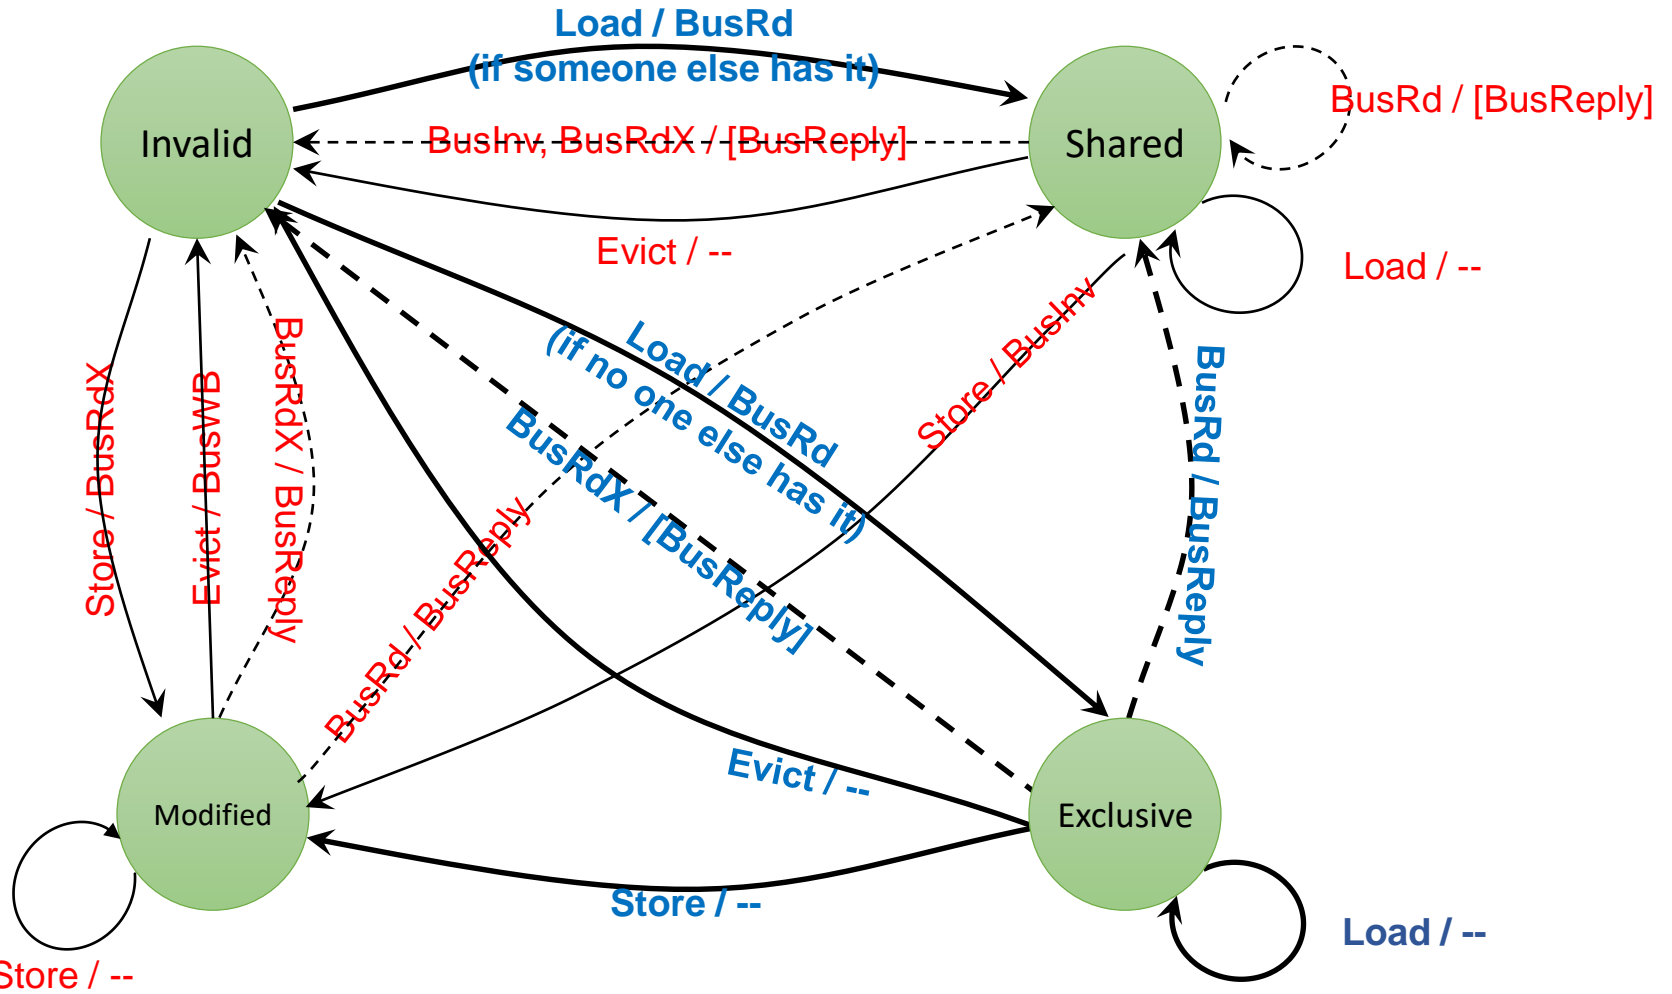 Load / BusRd
(if someone else has it)
Invalid
Shared
BusRd / [BusReply]
BusInv, BusRdX / [BusReply]
Evict / --
Load / --
Store / BusInv
Load / BusRd
(if no one else has it)
BusRdX / [BusReply]
BusRd / BusReply
Store / BusRdX
Evict / BusWB
BusRdX / BusReply
BusRd / BusReply
Evict / --
Modified
Exclusive
Store / --
Load / --
Store / --